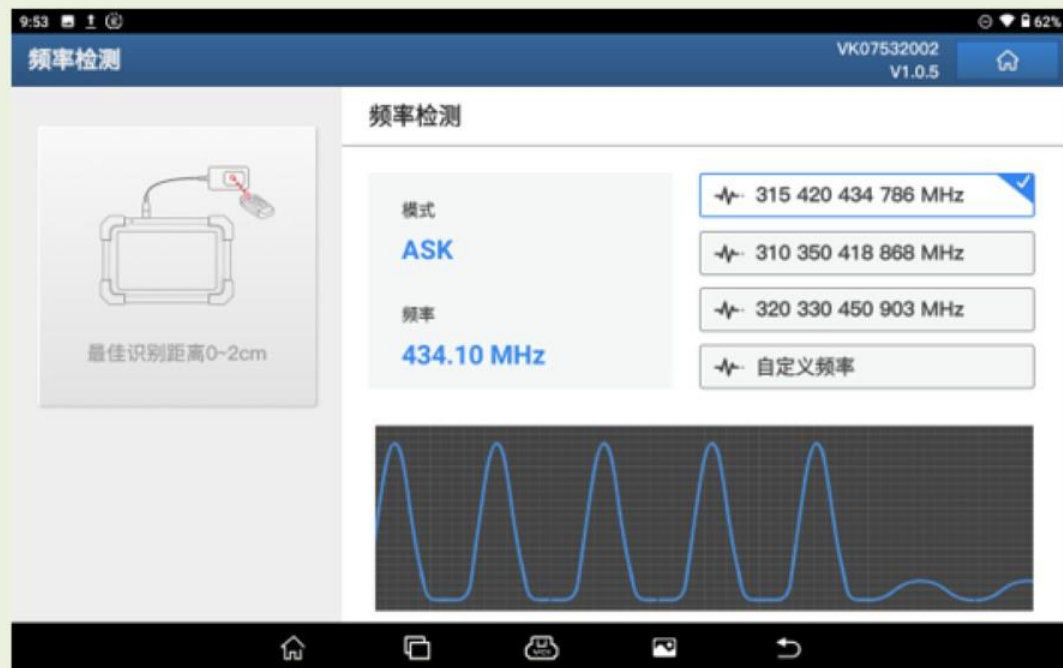 9:53
62%
频率检测
VK07532002
V1.0.5
频率检测
最佳识别距离0~2cm
模式
ASK
频率
434.10 MHz
315 420 434 786 MHz
310 350 418 868 MHz
320 330 450 903 MHz
自定义频率